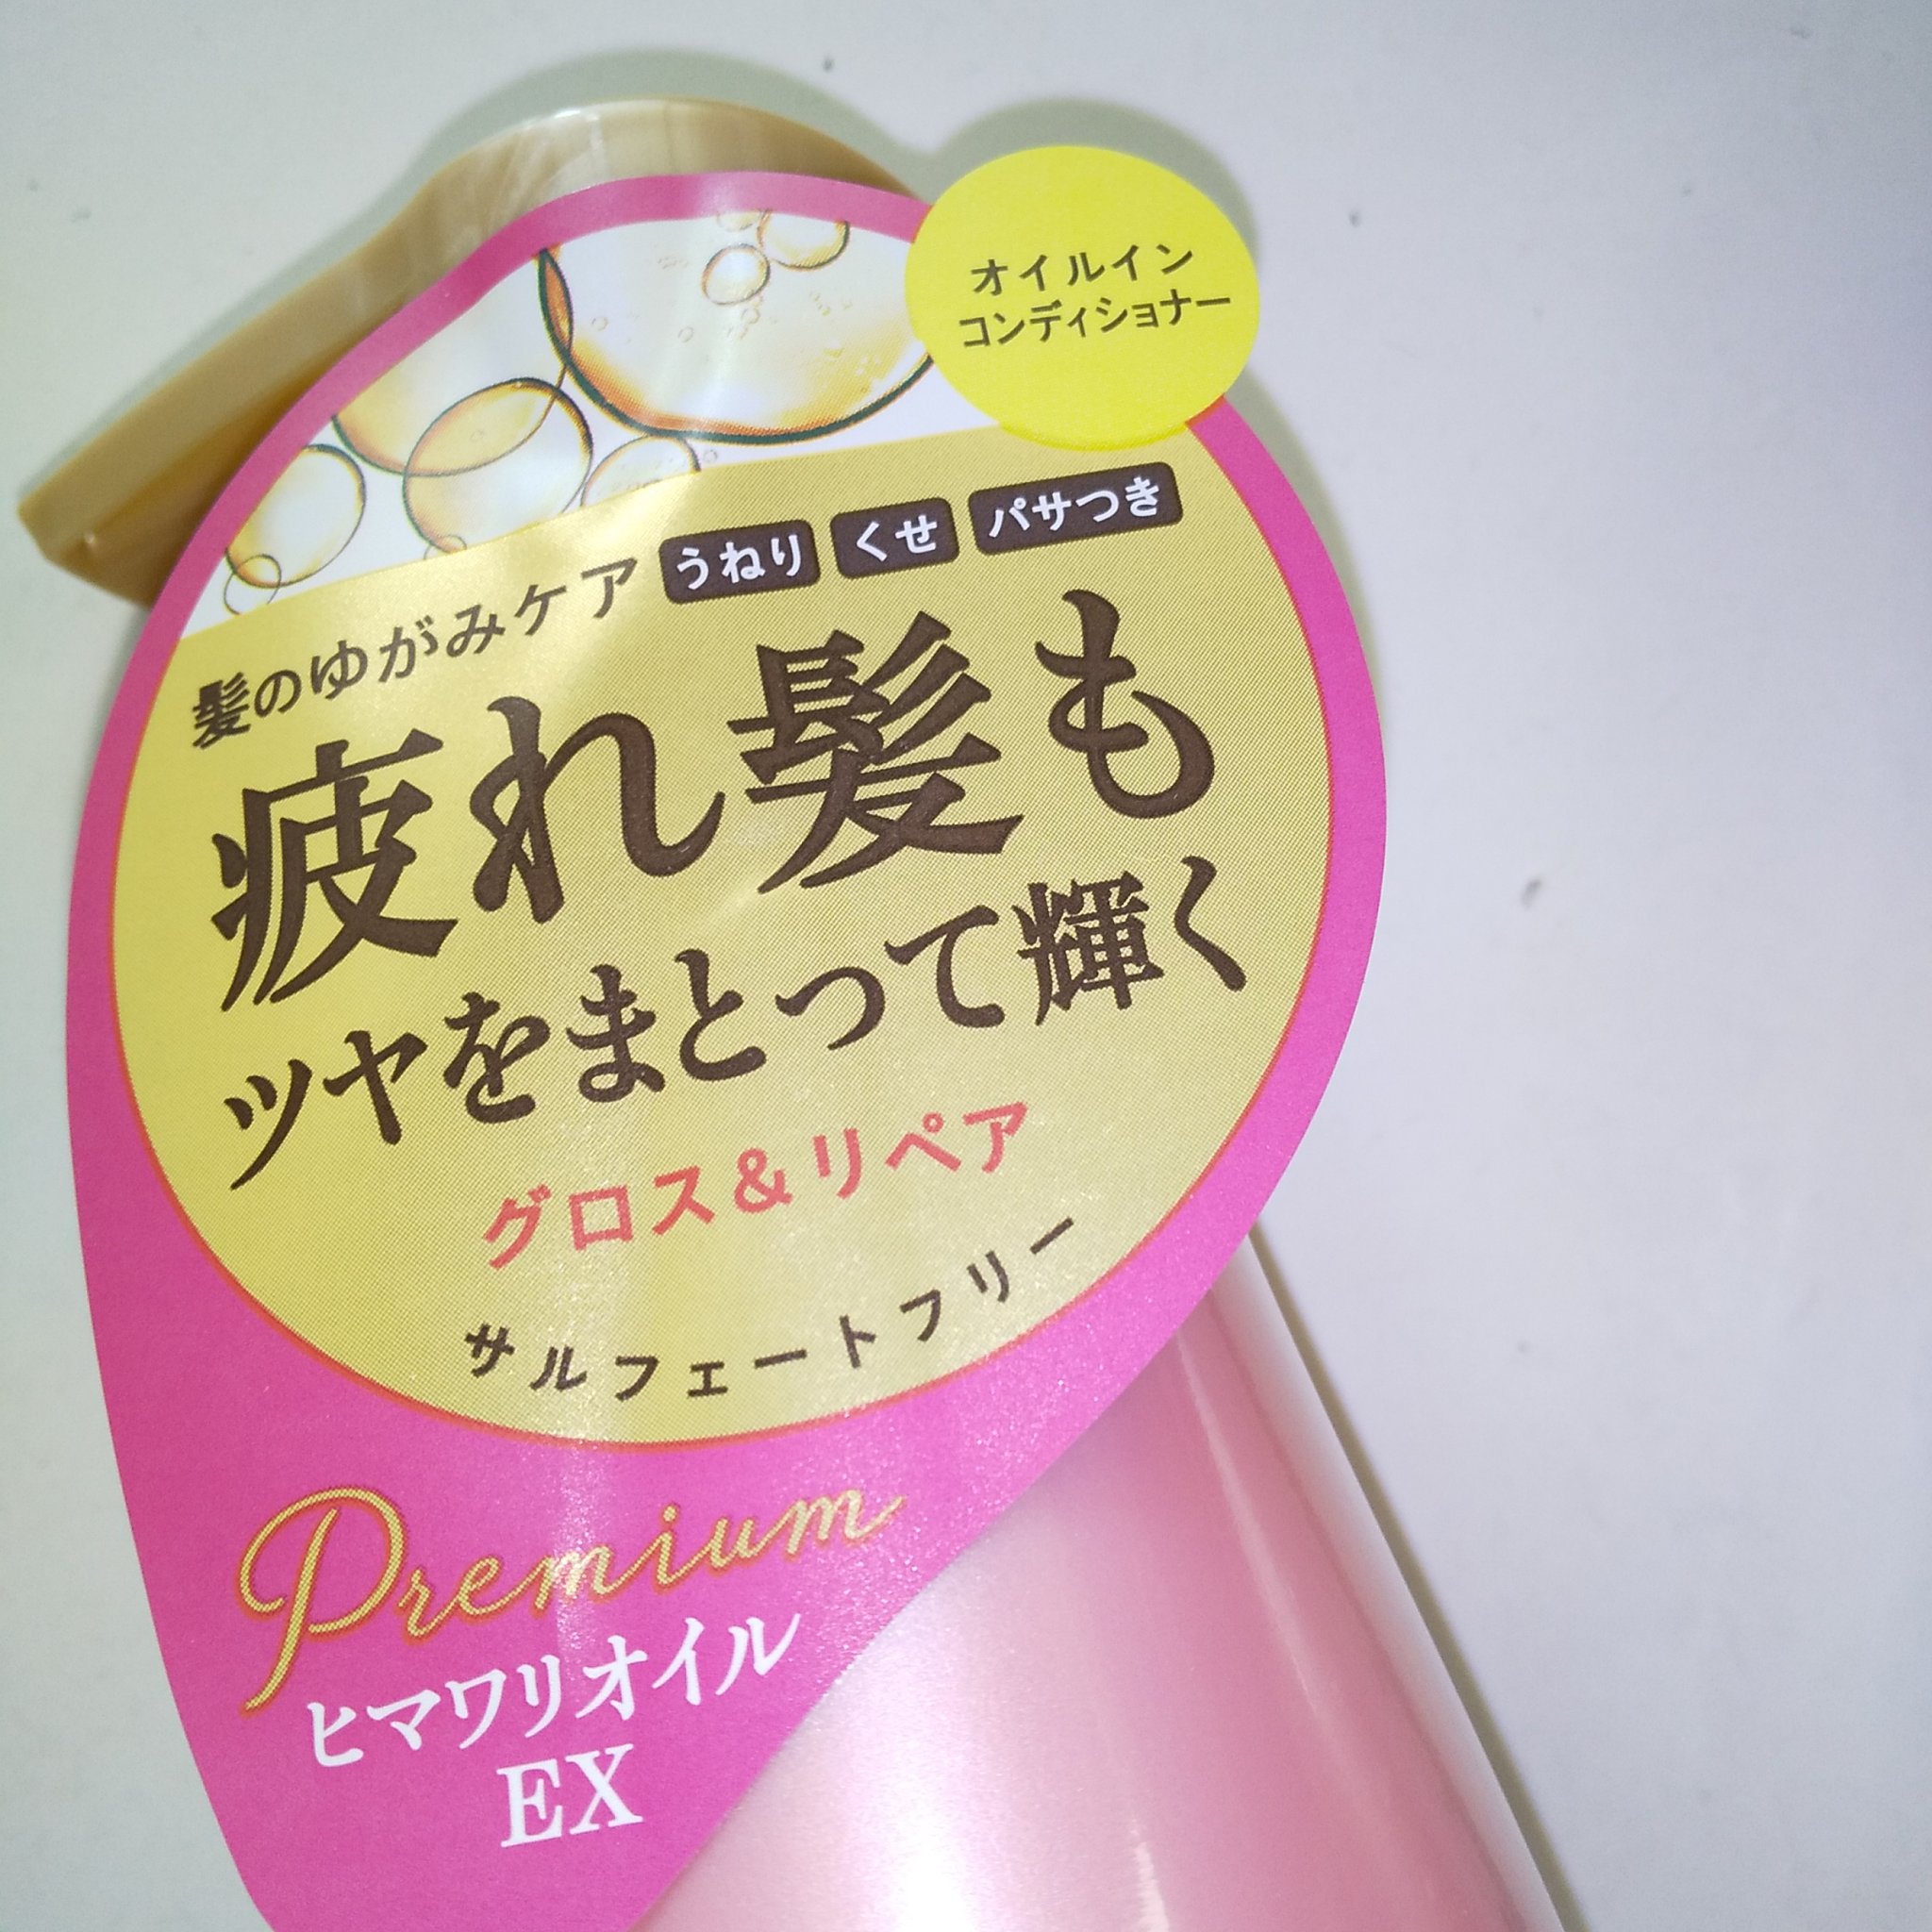 オイルイン
コンディショナー
髪のゆがみケア うねり くせ パサつき
疲れ髪も
ツヤをまとって輝く
グロス&リペア
サルフェートフリー
Premium
ヒマワリオイル
EX